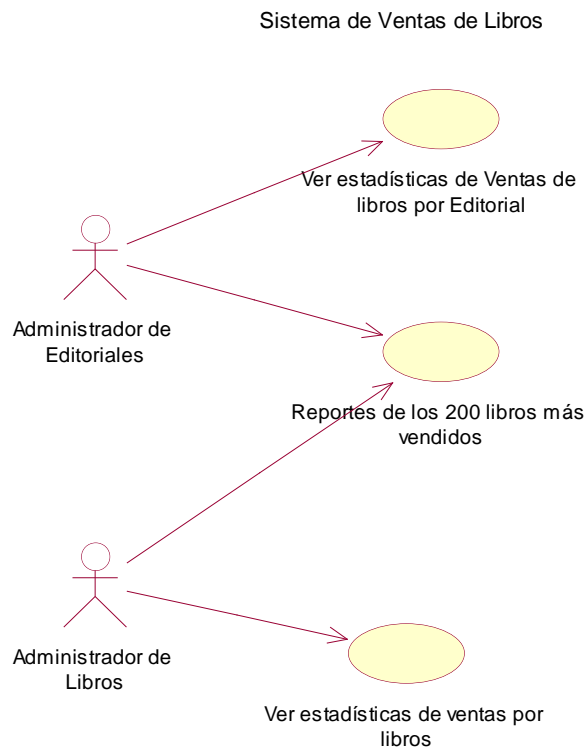 Sistema de Ventas de Libros
Ver estadísticas de Ventas de
libros por Editorial
Administrador de
Editoriales
Reportes de los 200 libros más
vendidos
Administrador de
Libros
Ver estadísticas de ventas por
libros